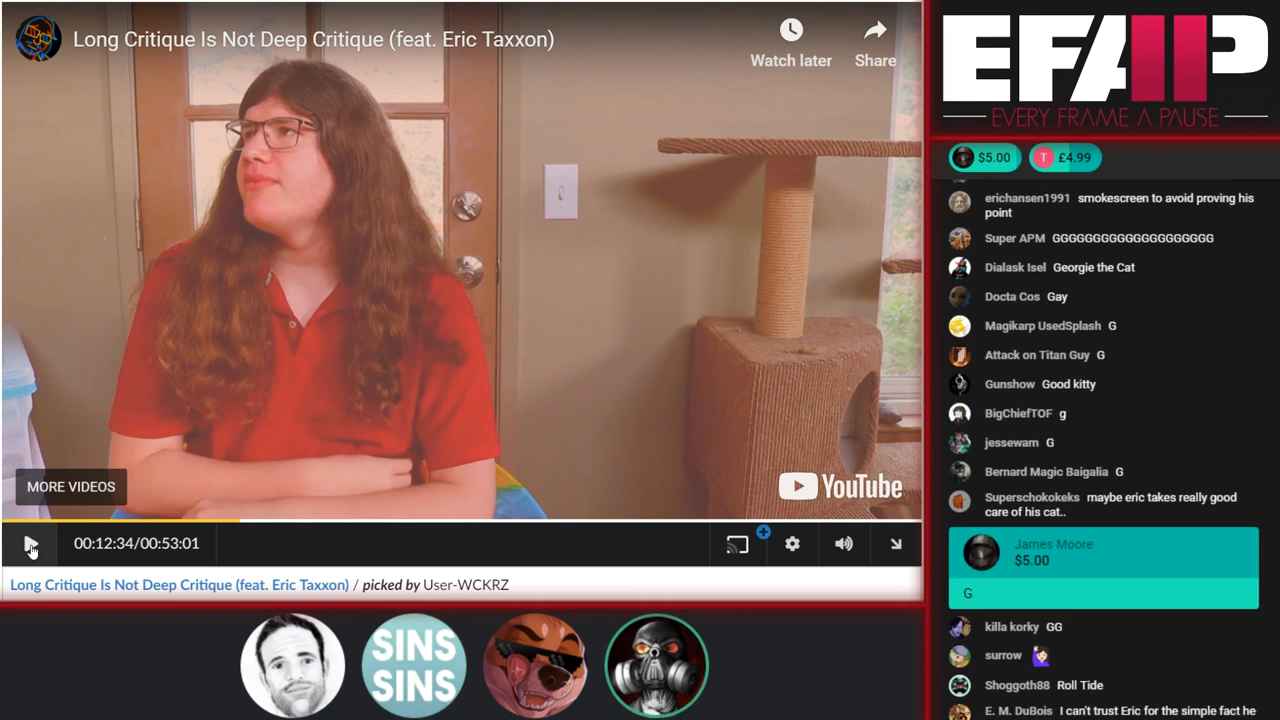 Long Critique Is Not Deep Critique (feat. Eric Taxxon)
Watch later
Share
MORE VIDEOS
YouTube
00:12:34/00:53:01
Long Critique Is Not Deep Critique (feat. Eric Taxxon) / picked by User-WCKRZ
SINS
SINS
EFAP
EVERY FRAME A PAUSE
$5.00
T £4.99
erichansen1991 smokescreen to avoid proving his
point
Super APM GGGGGGGGGGGGGGGGGGGG
Dialask Isel Georgie the Cat
Docta Cos Gay
Magikarp UsedSplash G
Attack on Titan Guy G
Gunshow Good kitty
BigChiefTOF g
jessewam G
Bernard Magic Baigalia G
Superschokokeks maybe eric takes really good
care of his cat..
James Moore
$5.00
G
killa korky GG
surrow
Shoggoth88 Roll Tide
E. M. DuBois I can't trust Eric for the simple fact he